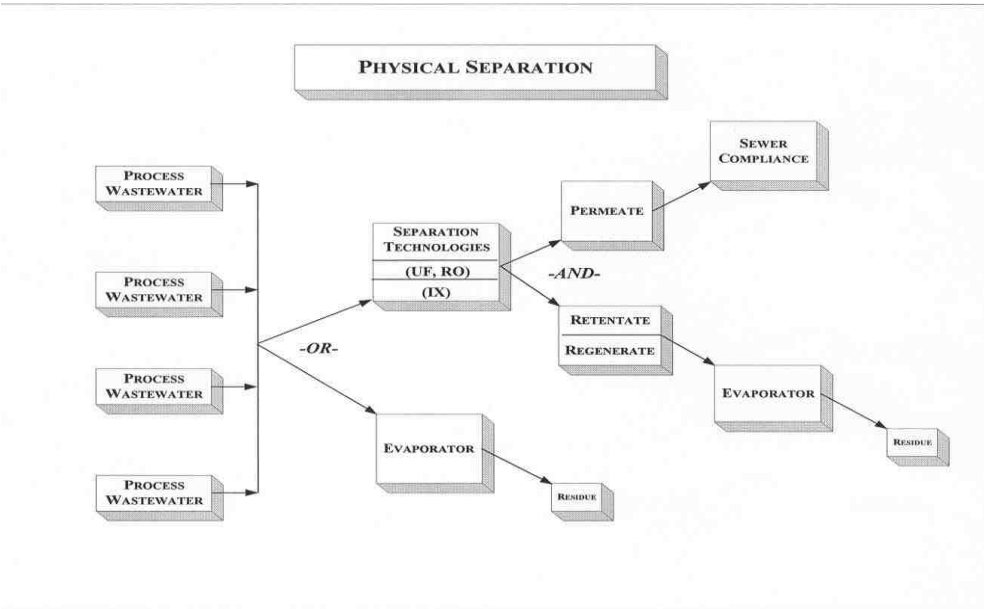 PHYSICAL SEPARATION
SEWER
COMPLIANCE
PROCESS
WASTEWATER
PERMEATE
SEPARATION
TECHNOLOGIES
(UF, RO)
(IX)
-AND-
PROCESS
WASTEWATER
RETENTATE
REGENERATE
-OR-
PROCESS
WASTEWATER
EVAPORATOR
EVAPORATOR
RESIDUE
PROCESS
WASTEWATER
RESIDUE